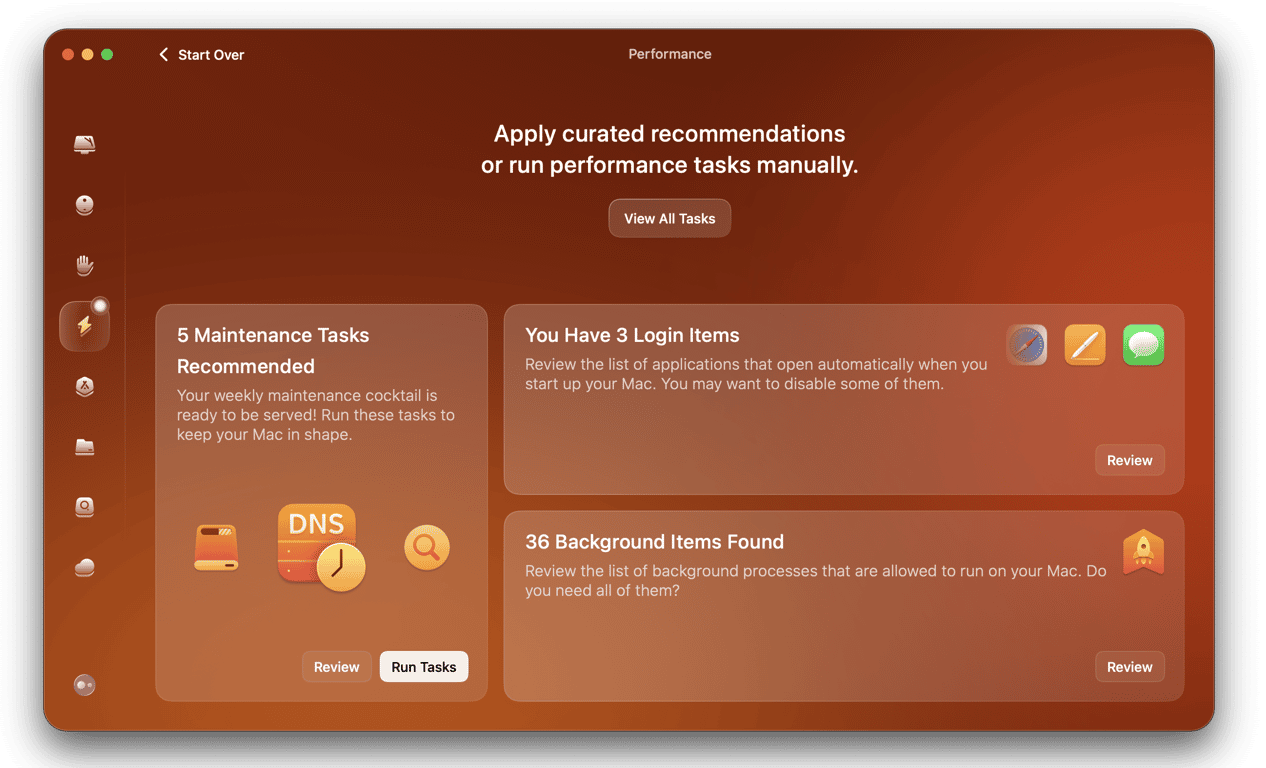 Start Over
Performance
Apply curated recommendations
or run performance tasks manually.
View All Tasks
5 Maintenance Tasks
Recommended
Your weekly maintenance cocktail is
ready to be served! Run these tasks to
keep your Mac in shape.
DNS
Review
Run Tasks
You Have 3 Login Items
Review the list of applications that open automatically when you
start up your Mac. You may want to disable some of them.
Review
36 Background Items Found
Review the list of background processes that are allowed to run on your Mac. Do
you need all of them?
Review